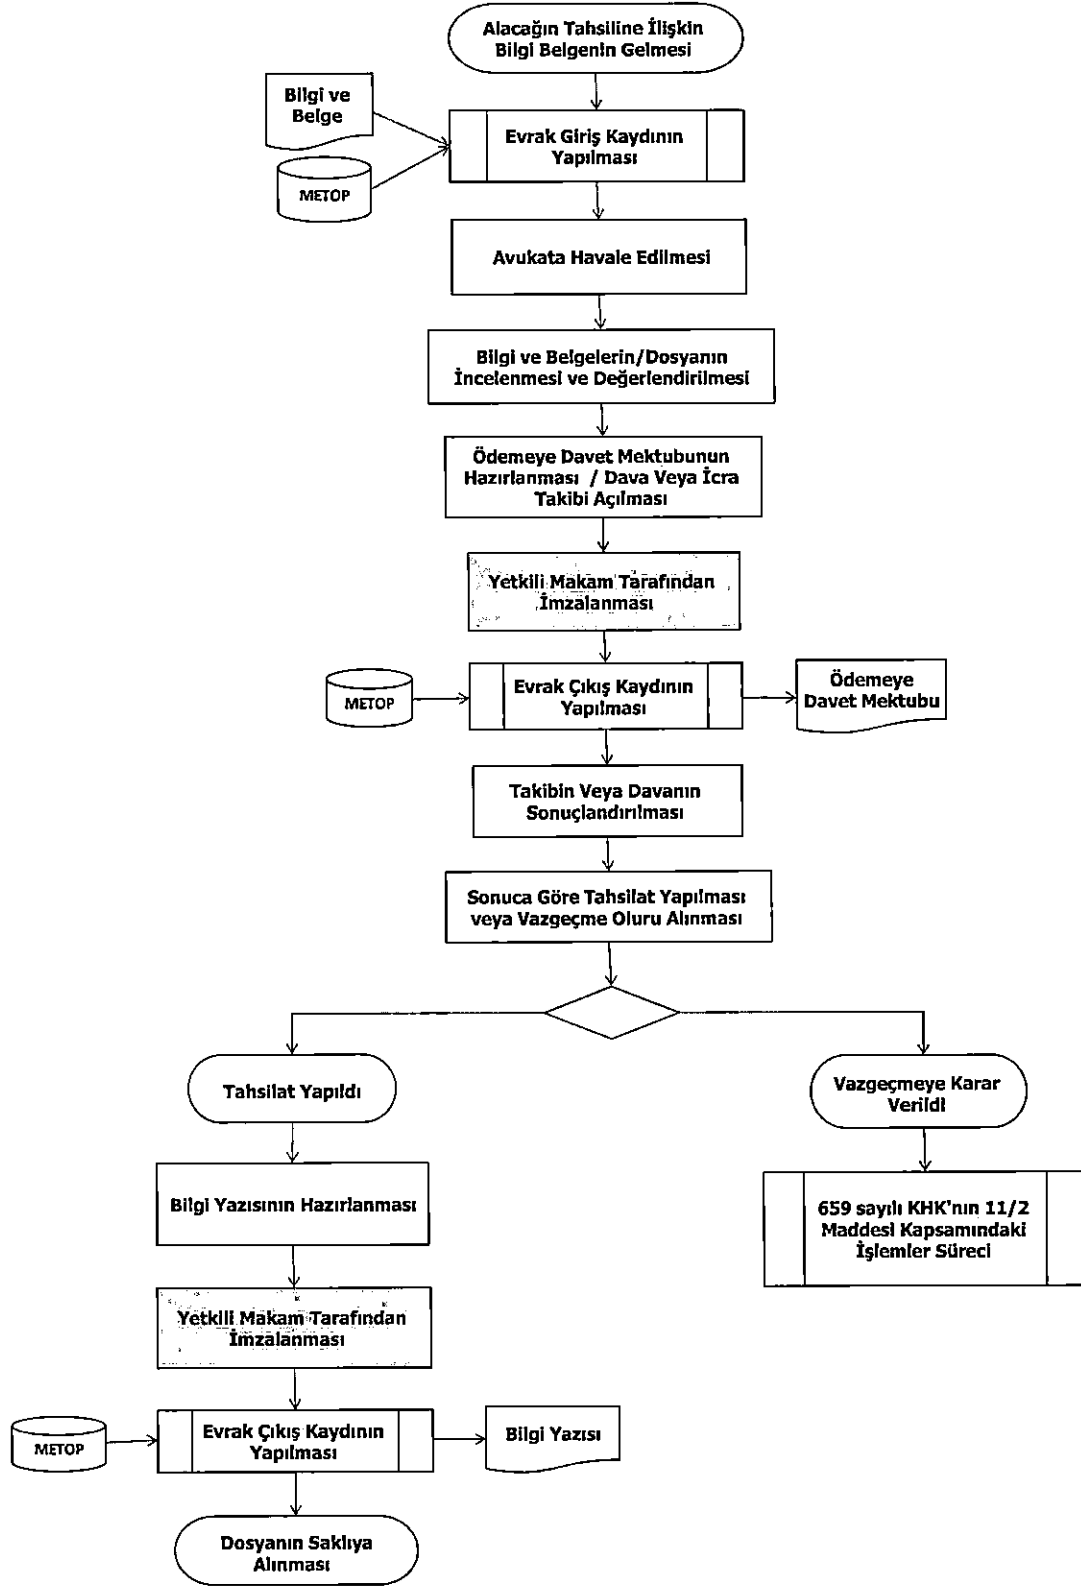 Alacağın Tahsiline İlişkin
Bilgi Belgenin Gelmesi
Bilgi ve
Belge
Evrak Giriş Kaydının
Yapılması
METOP
Avukata Havale Edilmesi
Bilgi ve Belgelerin/Dosyanın
İncelenmesi ve Değerlendirilmesi
Ödemeye Davet Mektubunun
Hazırlanması / Dava Veya İcra
Takibi Açılması
Yetkili Makam Tarafından
İmzalanması
METOP
Evrak Çıkış Kaydının
Yapılması
Ödemeye
Davet Mektubu
Takibin Veya Davanın
Sonuçlandırılması
Sonuca Göre Tahsilat Yapılması
veya Vazgeçme Oluru Alınması
Tahsilat Yapıldı
Vazgeçmeye Karar
Verildi
Bilgi Yazısının Hazırlanması
659 sayılı KHK'nın 11/2
Maddesi Kapsamındaki
İşlemler Süreci
Yetkili Makam Tarafından
İmzalanması
METOP
Evrak Çıkış Kaydının
Yapılması
Bilgi Yazısı
Dosyanın Saklıya
Alınması